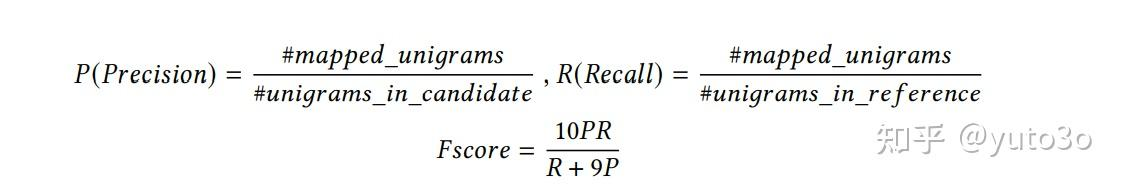 P(Precision) = #mapped_unigrams / #unigrams_in_candidate , R(Recall) = #mapped_unigrams / #unigrams_in_reference
Fscore = 10PR / R + 9P
知乎 @yuto3o